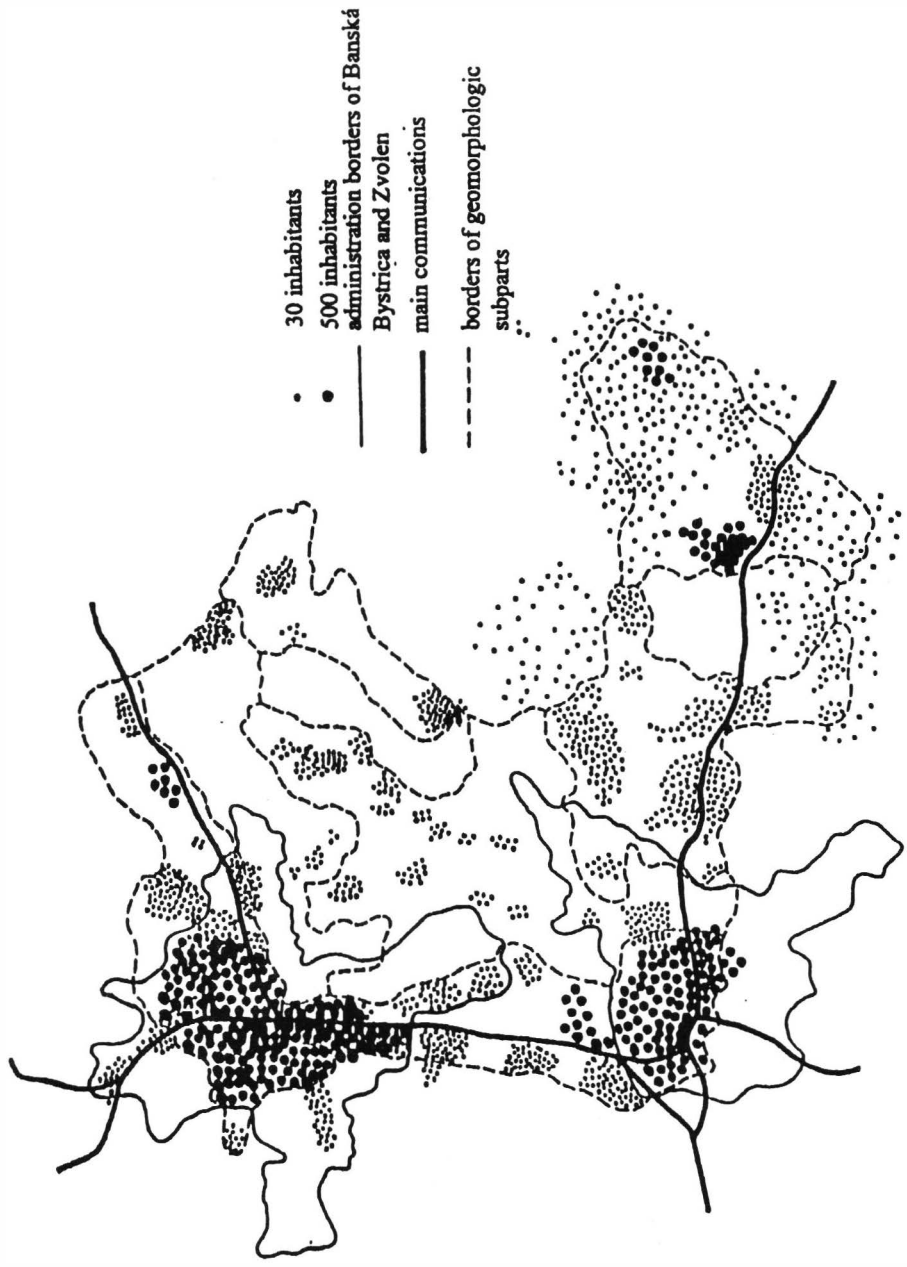 30 inhabitants
500 inhabitants
administration borders of Banská
Bystrica and Zvolen
main communications
borders of geomorphologic
subparts